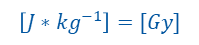 [J * kg⁻¹] = [Gy]